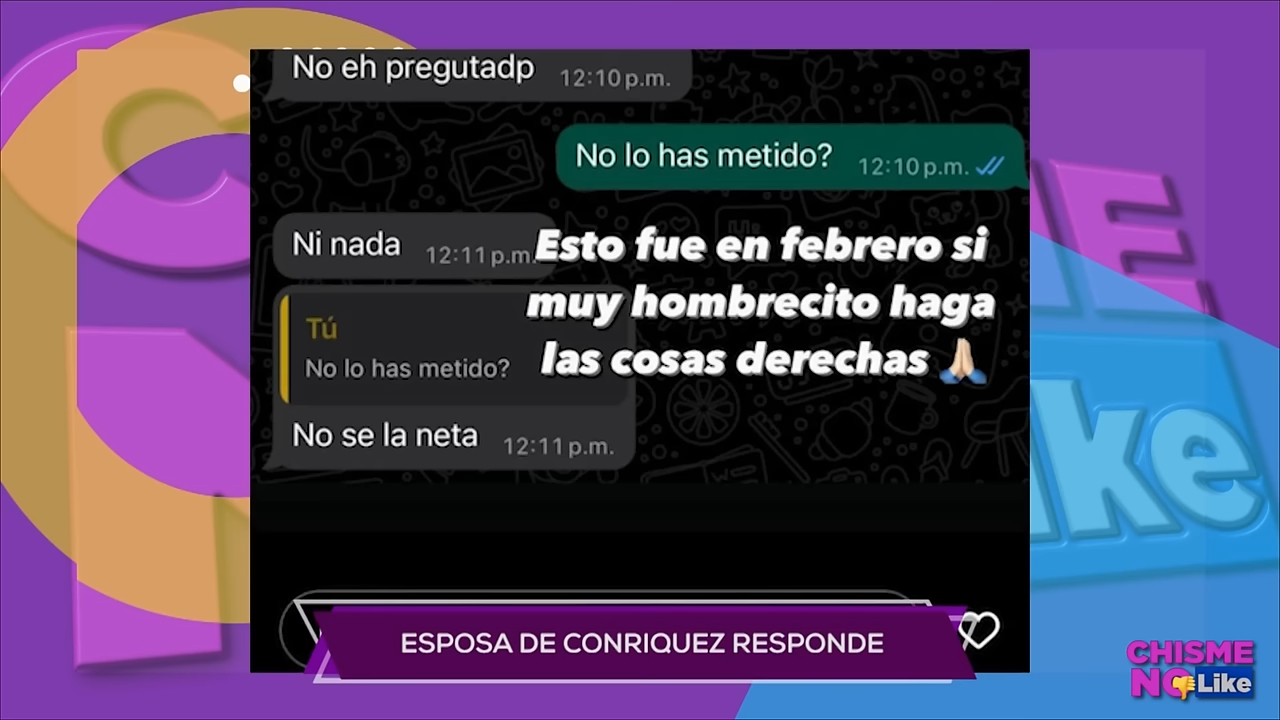 No eh pregutadp 12:10 p.m.
No lo has metido? 12:10 p.m.
Ni nada 12:11 p.m.
Esto fue en febrero si
muy hombrecito haga
las cosas derechas 🙏🏻
Tú
No lo has metido?
No se la neta 12:11 p.m.
ESPOSA DE CONRIQUEZ RESPONDE
CHISME
NO Like